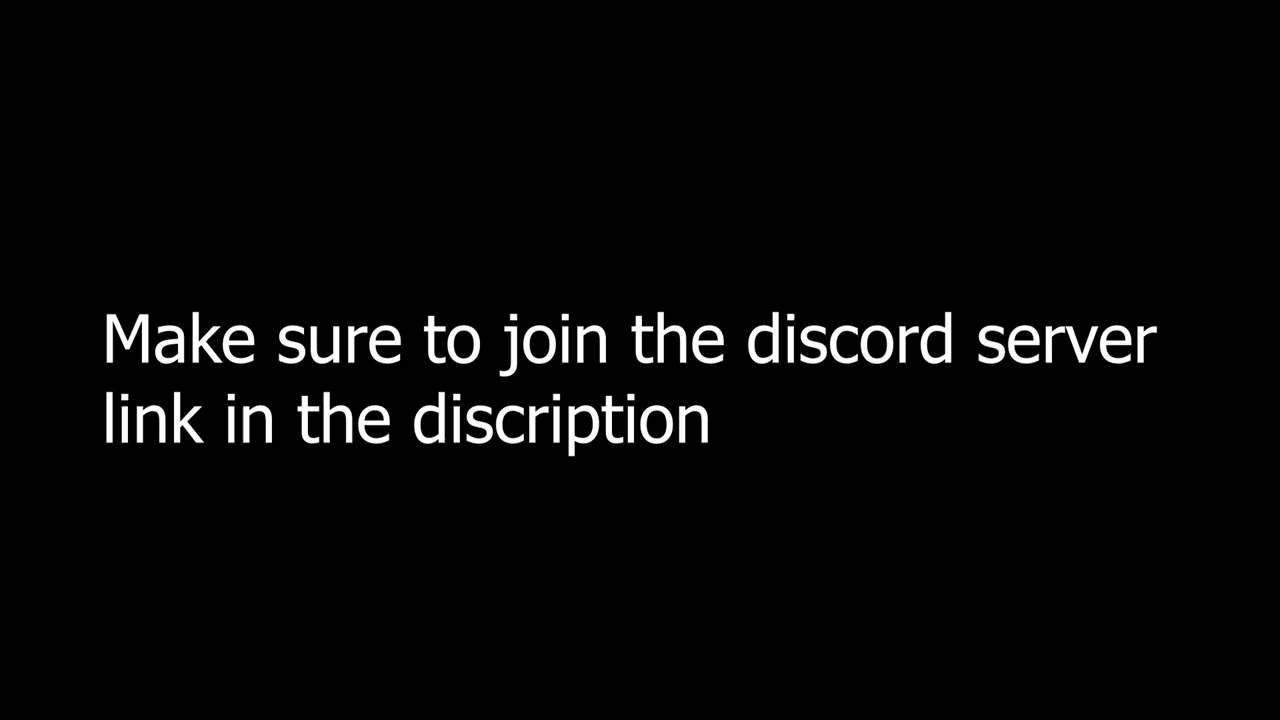 Make sure to join the discord server
link in the discription